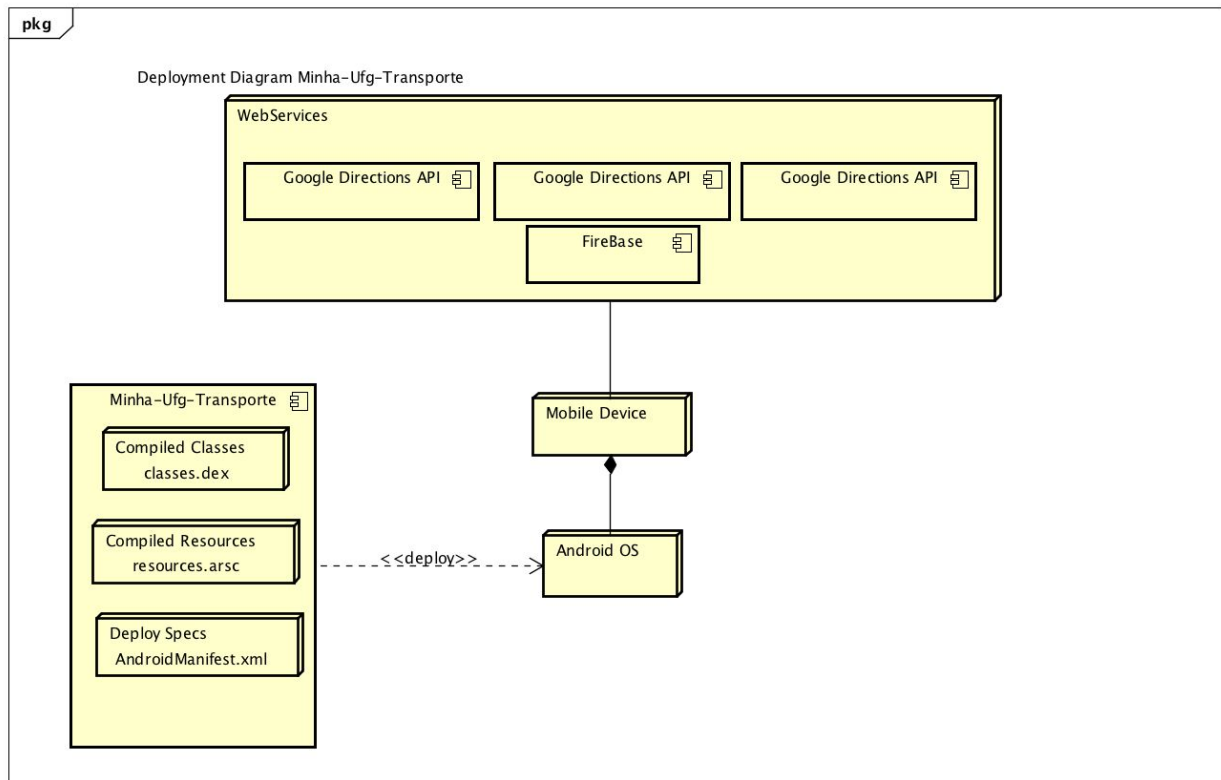 pkg
Deployment Diagram Minha-Ufg-Transporte
WebServices
Google Directions API
Google Directions API
Google Directions API
FireBase
Minha-Ufg-Transporte
Compiled Classes
classes.dex
Compiled Resources
resources.arsc
Deploy Specs
AndroidManifest.xml
<<deploy>>
Mobile Device
Android OS